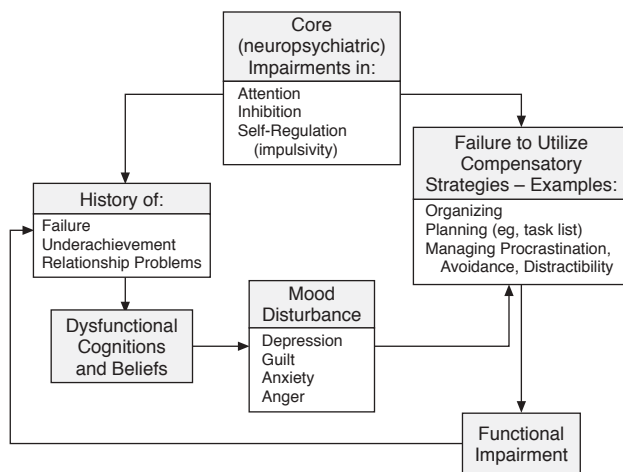 Core
(neuropsychiatric)
Impairments in:
Attention
Inhibition
Self-Regulation
(impulsivity)
Failure to Utilize
Compensatory
Strategies – Examples:
Organizing
Planning (eg, task list)
Managing Procrastination,
Avoidance, Distractibility
History of:
Failure
Underachievement
Relationship Problems
Dysfunctional
Cognitions
and Beliefs
Mood
Disturbance
Depression
Guilt
Anxiety
Anger
Functional
Impairment